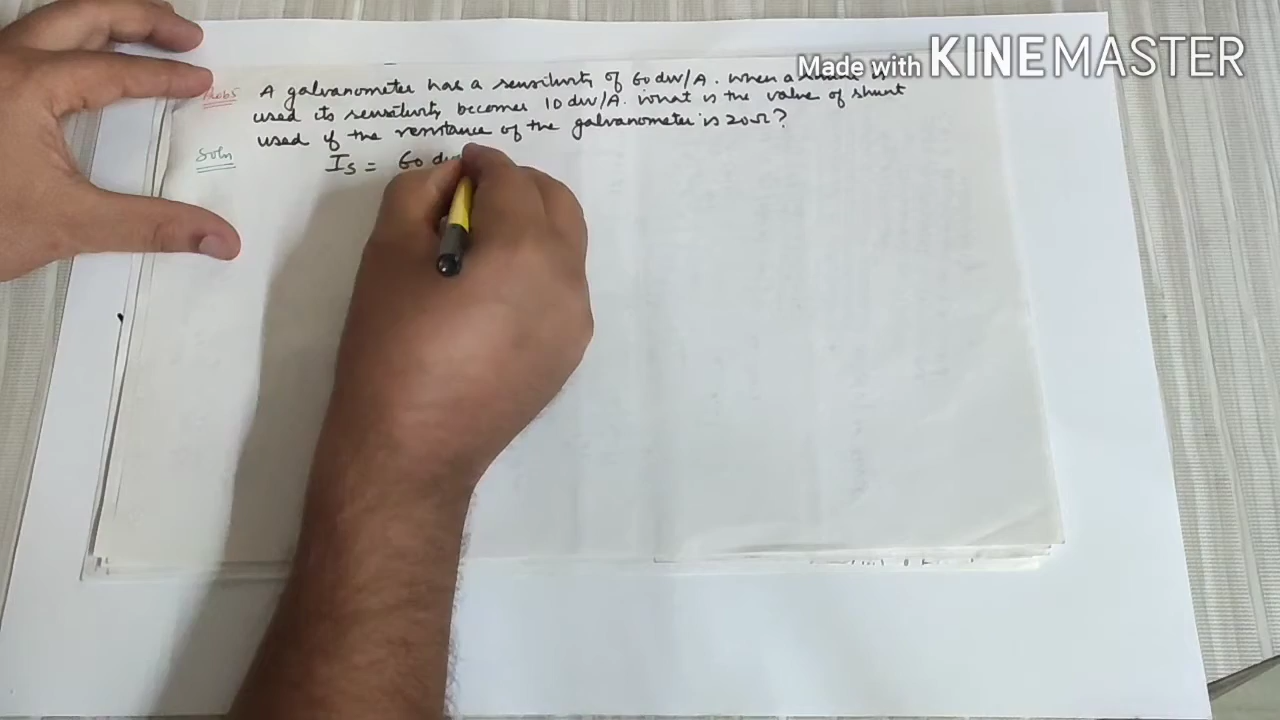 Made with KINEMASTER
Prob5 A galvanometer has a sensitivity of 60 div/A. When a
used its sensitivity becomes 10 div/A. What is the value of shunt
used if the resistance of the galvanometer is 20Ω?
Soln IS = 60